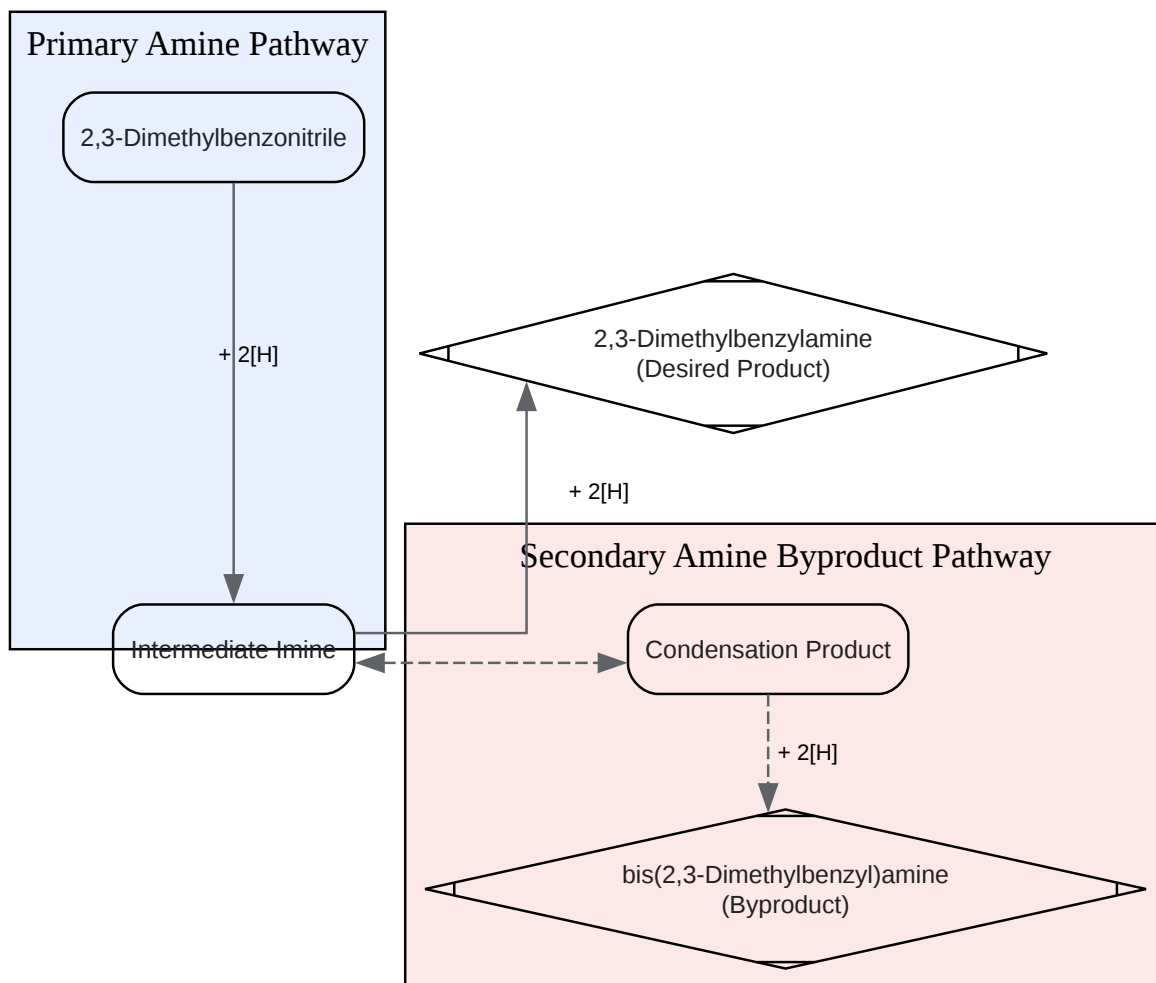 Primary Amine Pathway
2,3-Dimethylbenzonitrile
+ 2[H]
2,3-Dimethylbenzylamine
(Desired Product)
+ 2[H]
Secondary Amine Byproduct Pathway
Intermediate Imine
Condensation Product
+ 2[H]
bis(2,3-Dimethylbenzyl)amine
(Byproduct)